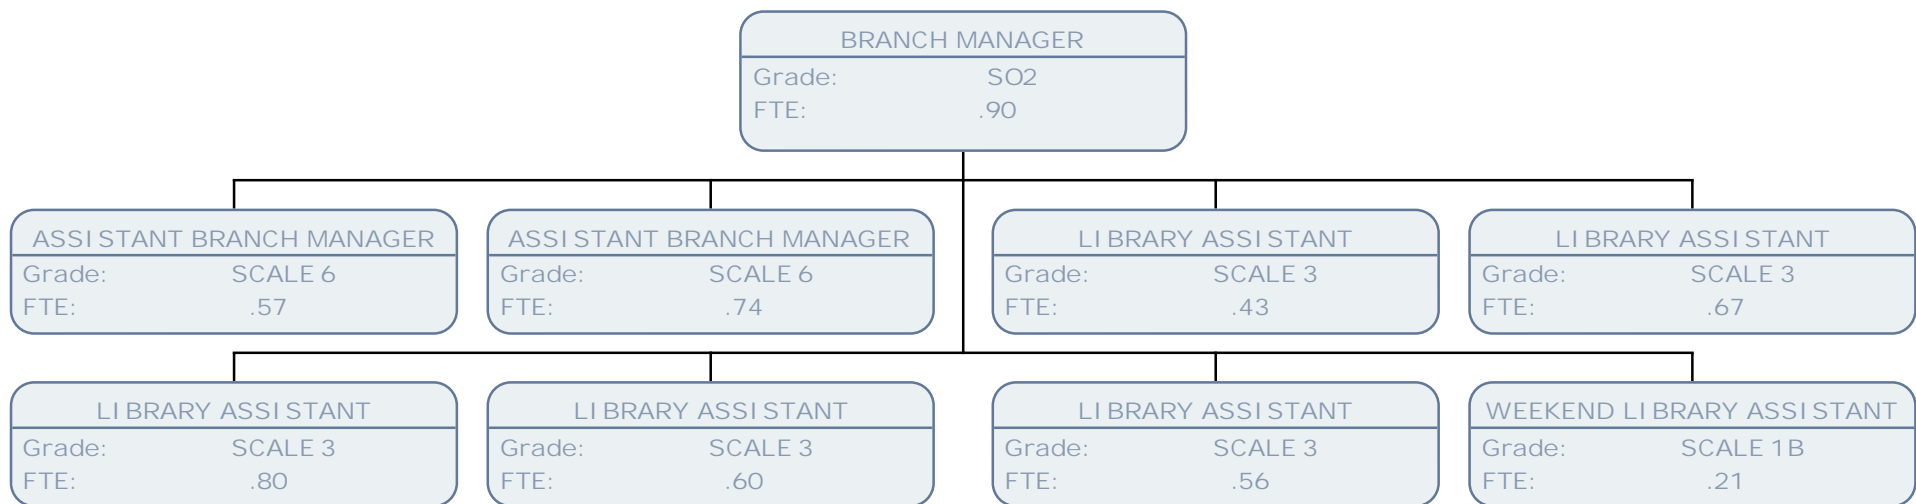 BRANCH MANAGER
Grade: SO2
FTE: .90
ASSISTANT BRANCH MANAGER
Grade: SCALE 6
FTE: .57
ASSISTANT BRANCH MANAGER
Grade: SCALE 6
FTE: .74
LIBRARY ASSISTANT
Grade: SCALE 3
FTE: .43
LIBRARY ASSISTANT
Grade: SCALE 3
FTE: .67
LIBRARY ASSISTANT
Grade: SCALE 3
FTE: .80
LIBRARY ASSISTANT
Grade: SCALE 3
FTE: .60
LIBRARY ASSISTANT
Grade: SCALE 3
FTE: .56
WEEKEND LIBRARY ASSISTANT
Grade: SCALE 1B
FTE: .21